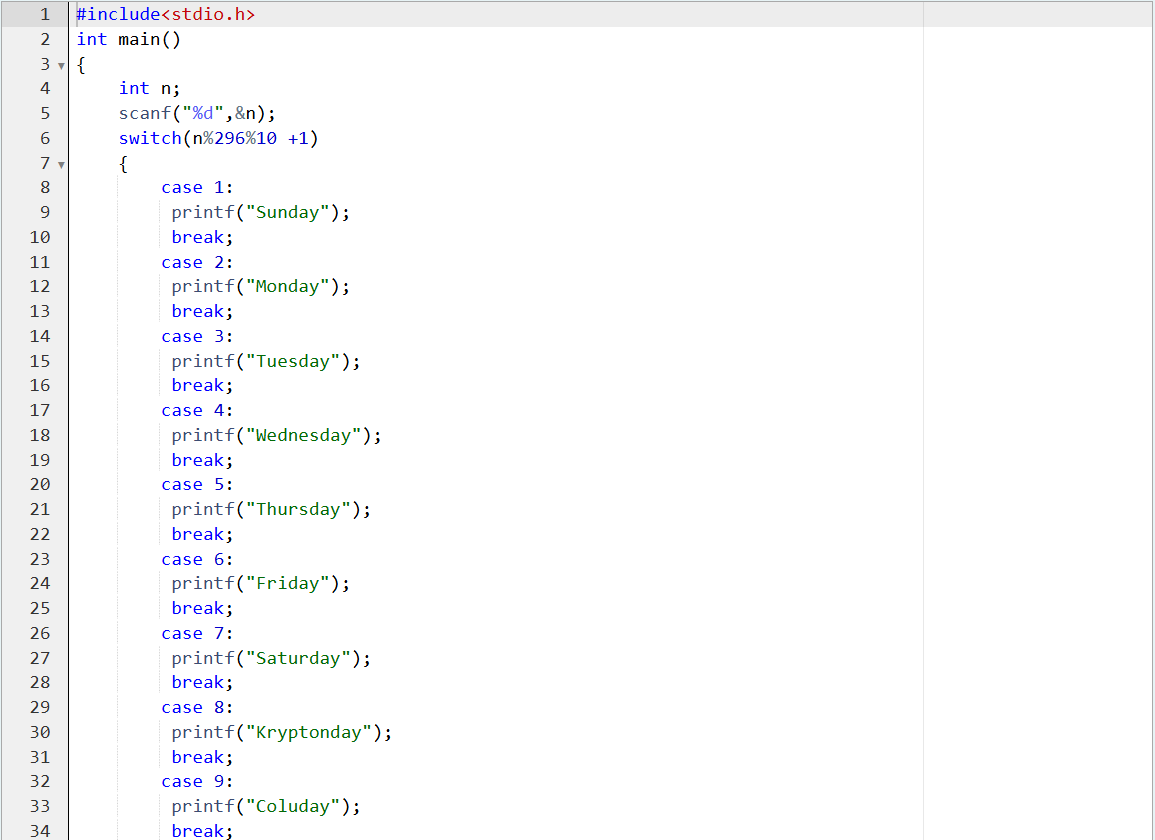 1 #include<stdio.h>
2 int main()
3 {
4 int n;
5 scanf("%d",&n);
6 switch(n%296%10 +1)
7 {
8 case 1:
9 printf("Sunday");
10 break;
11 case 2:
12 printf("Monday");
13 break;
14 case 3:
15 printf("Tuesday");
16 break;
17 case 4:
18 printf("Wednesday");
19 break;
20 case 5:
21 printf("Thursday");
22 break;
23 case 6:
24 printf("Friday");
25 break;
26 case 7:
27 printf("Saturday");
28 break;
29 case 8:
30 printf("Kryptonday");
31 break;
32 case 9:
33 printf("Coluday");
34 break;